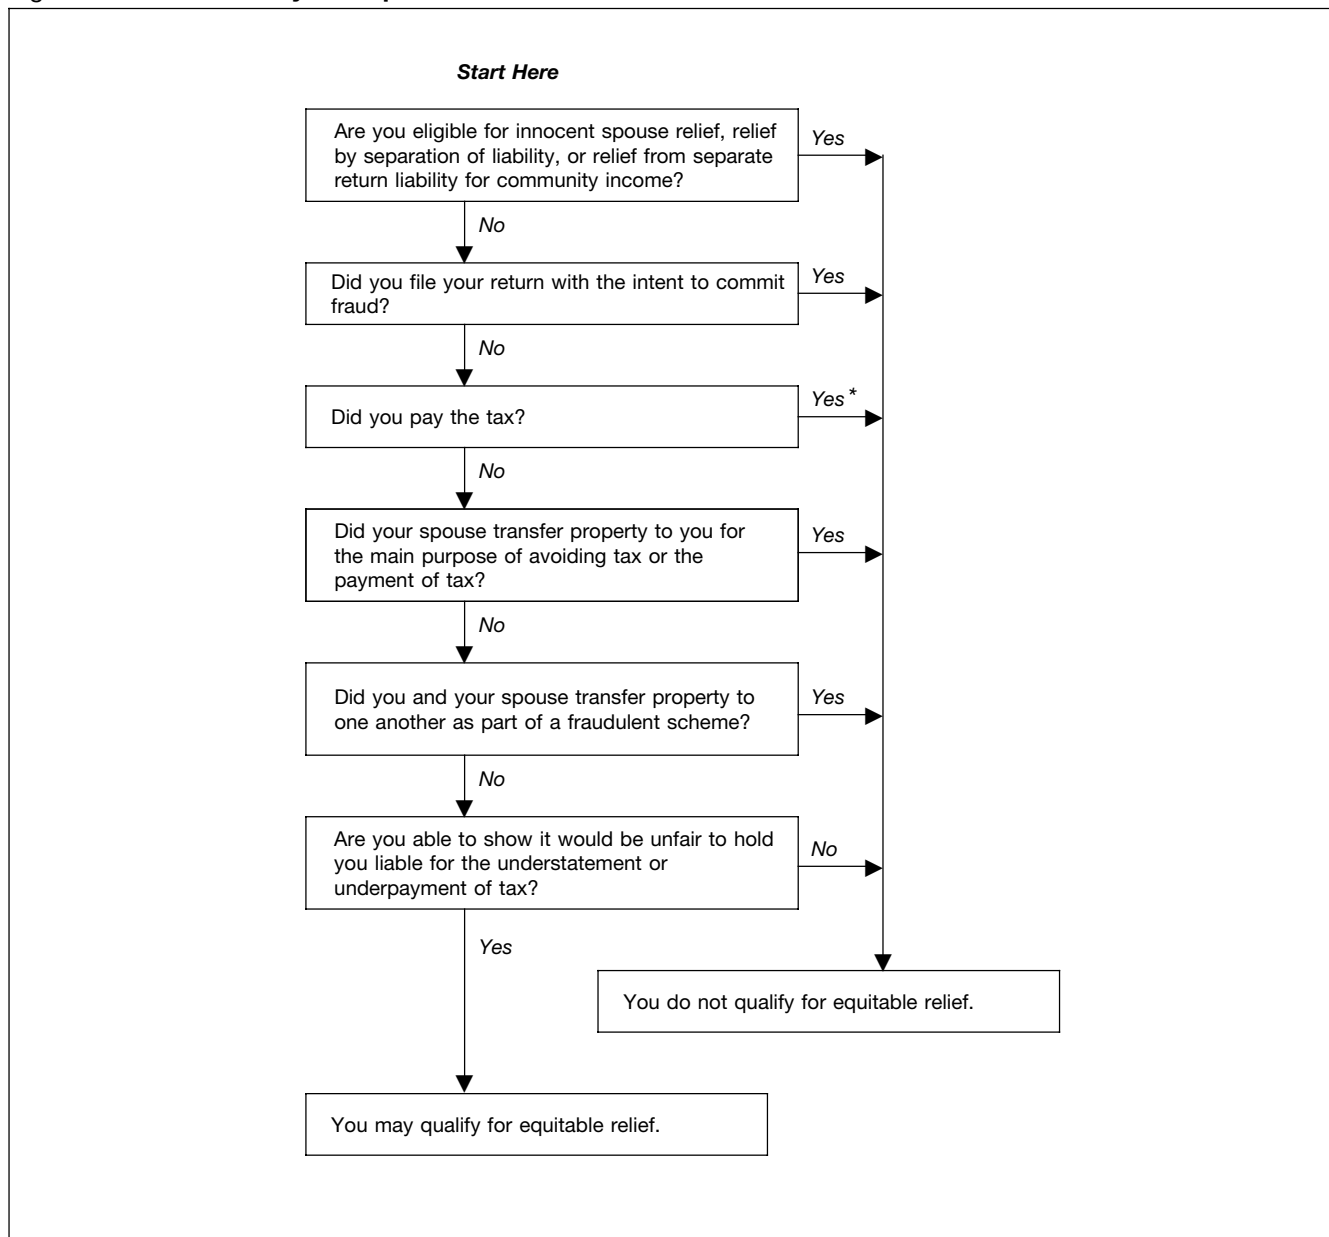 Start Here
Are you eligible for innocent spouse relief, relief
by separation of liability, or relief from separate
return liability for community income?
Yes
No
Did you file your return with the intent to commit
fraud?
Yes
No
Did you pay the tax?
Yes*
No
Did your spouse transfer property to you for
the main purpose of avoiding tax or the
payment of tax?
Yes
No
Did you and your spouse transfer property to
one another as part of a fraudulent scheme?
Yes
No
Are you able to show it would be unfair to hold
you liable for the understatement or
underpayment of tax?
No
Yes
You do not qualify for equitable relief.
You may qualify for equitable relief.